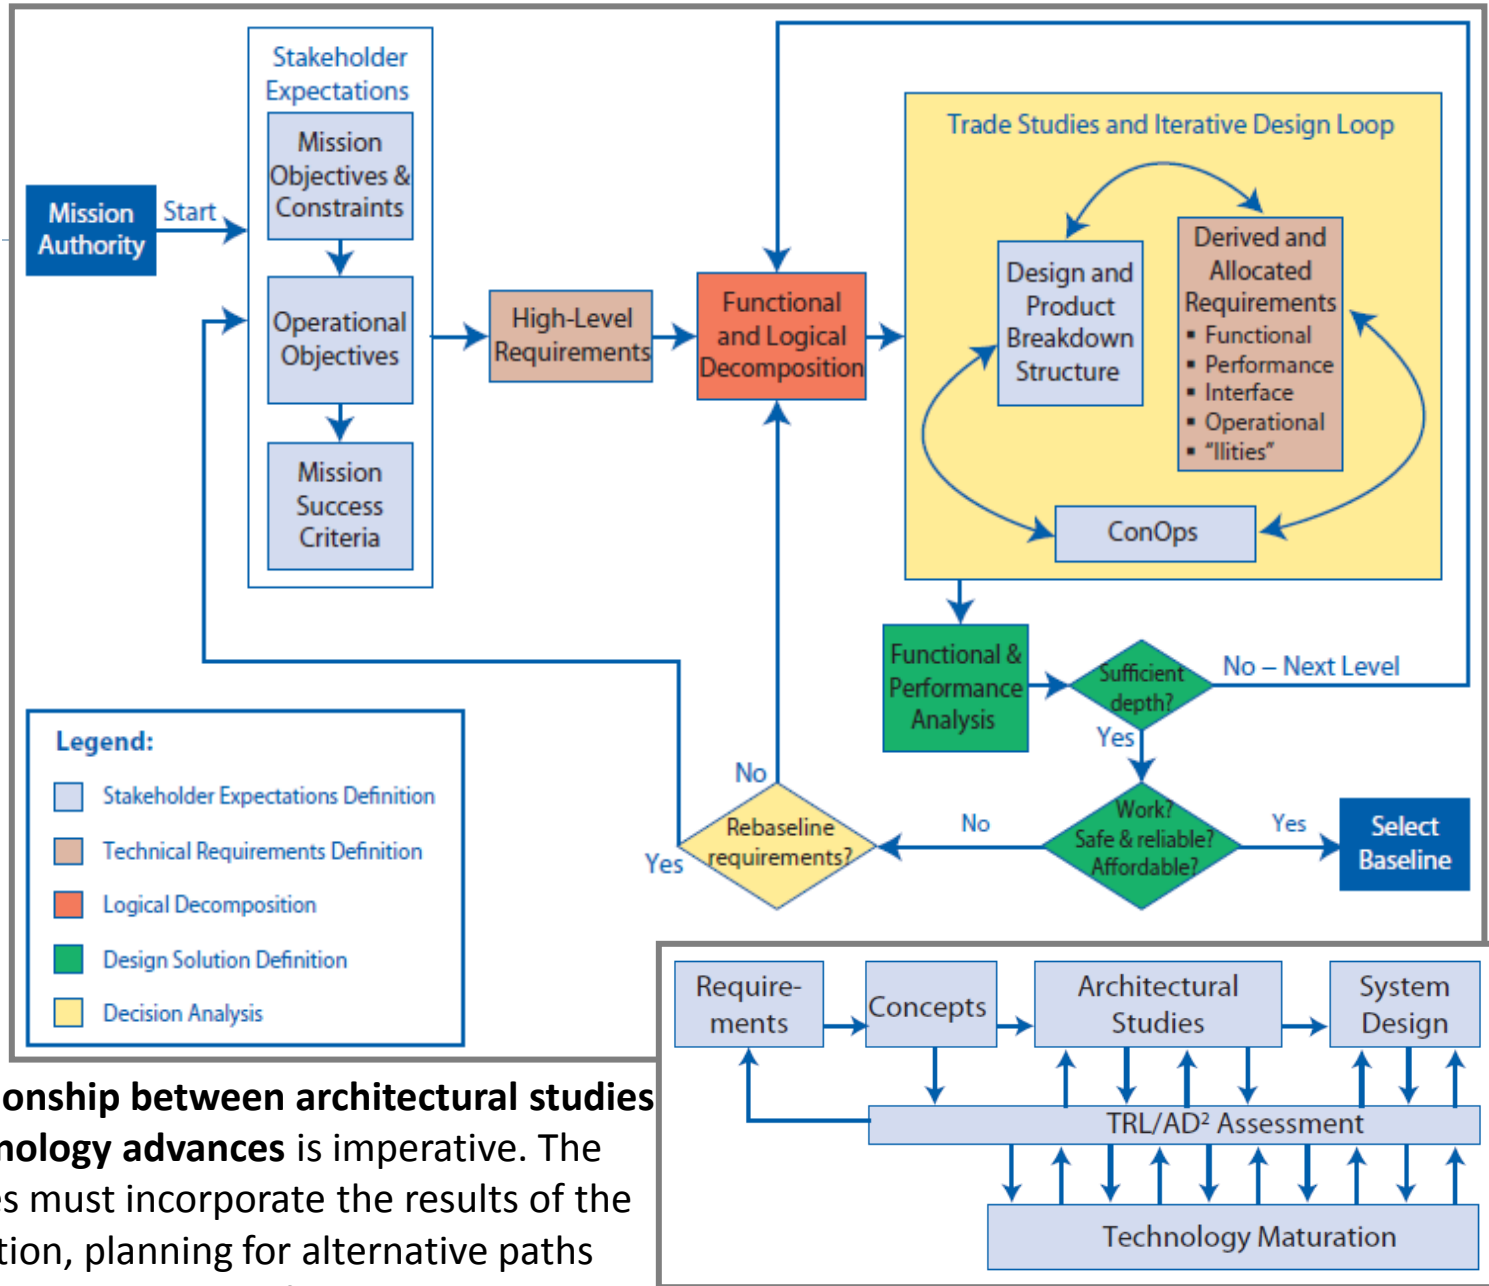 Stakeholder
Expectations
Mission
Objectives &
Constraints
Mission
Authority
Start
Operational
Objectives
Mission
Success
Criteria
High-Level
Requirements
Functional
and Logical
Decomposition
Trade Studies and Iterative Design Loop
Design and
Product
Breakdown
Structure
Derived and
Allocated
Requirements
▪ Functional
▪ Performance
▪ Interface
▪ Operational
▪ “Ilities”
ConOps
Functional &
Performance
Analysis
Sufficient
depth?
No – Next Level
Yes
Work?
Safe & reliable?
Affordable?
Yes
Select
Baseline
No
Rebaseline
requirements?
No
Yes
Legend:
Stakeholder Expectations Definition
Technical Requirements Definition
Logical Decomposition
Design Solution Definition
Decision Analysis
Require-
ments
Concepts
Architectural
Studies
System
Design
TRL/AD² Assessment
Technology Maturation
onship between architectural studies
nology advances is imperative. The
es must incorporate the results of the
tion, planning for alternative paths